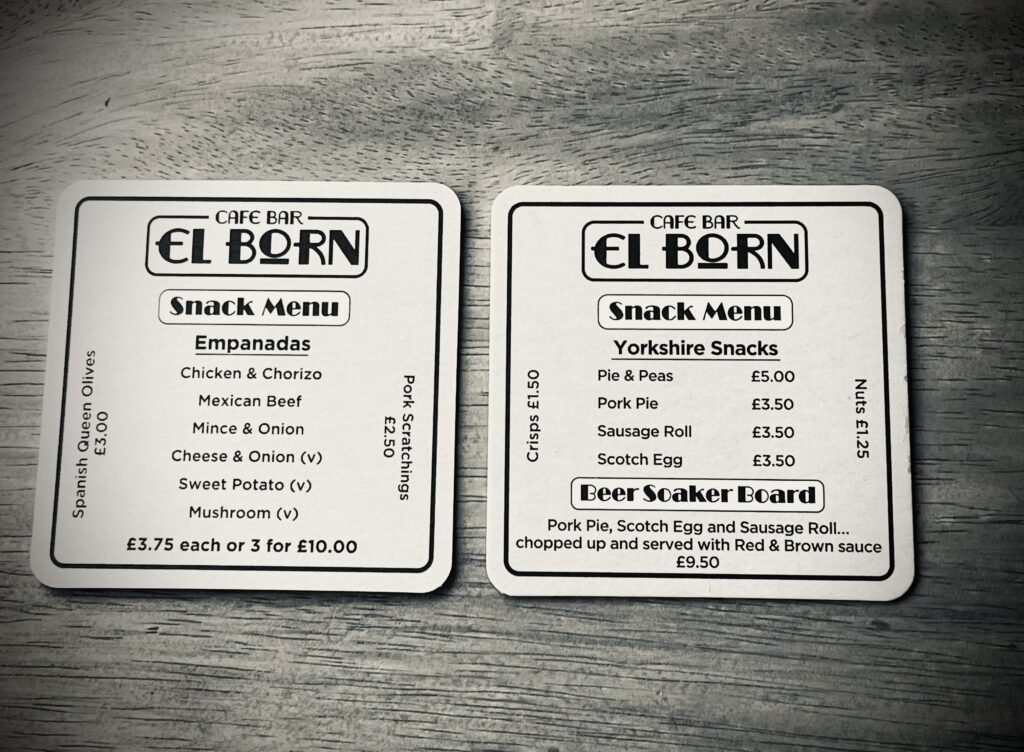 CAFE BAR
EL BORN
Snack Menu
Empanadas
Chicken & Chorizo
Mexican Beef
Mince & Onion
Cheese & Onion (v)
Sweet Potato (v)
Mushroom (v)
£3.75 each or 3 for £10.00
Spanish Queen Olives
£3.00
Pork Scratchings
£2.50
CAFE BAR
EL BORN
Snack Menu
Yorkshire Snacks
Pie & Peas £5.00
Pork Pie £3.50
Sausage Roll £3.50
Scotch Egg £3.50
Beer Soaker Board
Pork Pie, Scotch Egg and Sausage Roll...
chopped up and served with Red & Brown sauce
£9.50
Crisps £1.50
Nuts £1.25